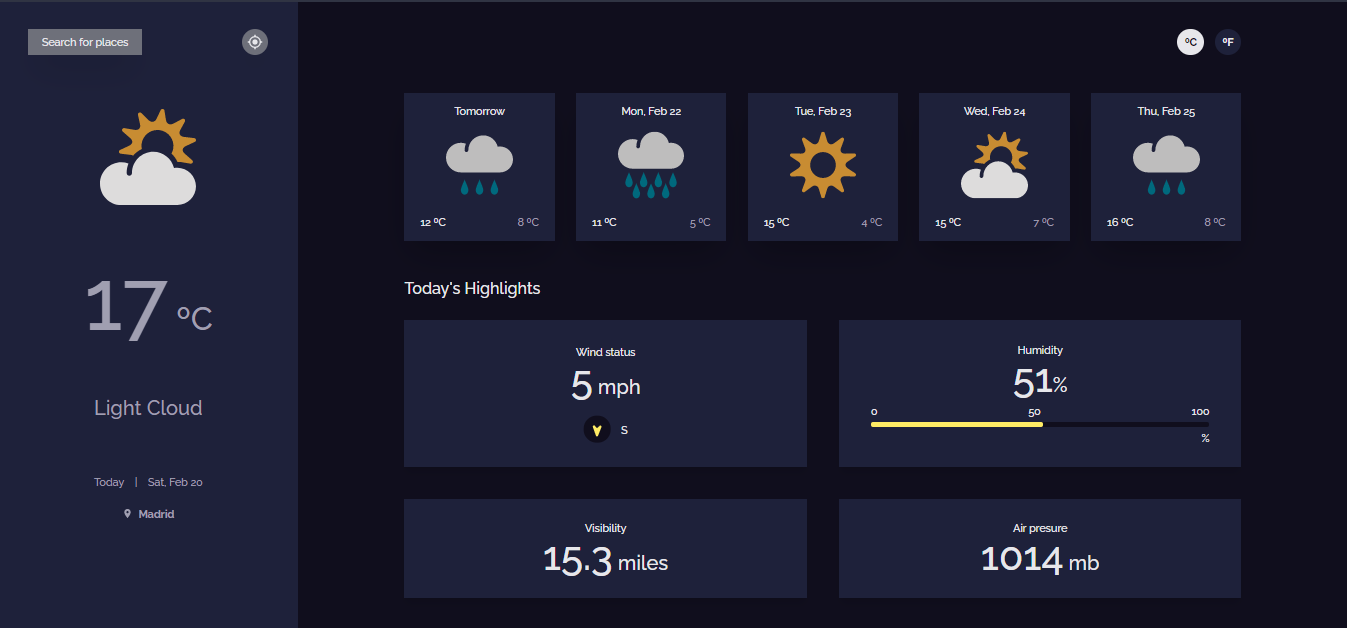 Search for places
ºC ºF
17 ºC
Light Cloud
Today | Sat, Feb 20
Madrid
Tomorrow
12 ºC 8 ºC
Mon, Feb 22
11 ºC 5 ºC
Tue, Feb 23
15 ºC 4 ºC
Wed, Feb 24
15 ºC 7 ºC
Thu, Feb 25
16 ºC 8 ºC
Today's Highlights
Wind status
5 mph
S
Humidity
51%
0 50 100
%
Visibility
15.3 miles
Air presure
1014 mb